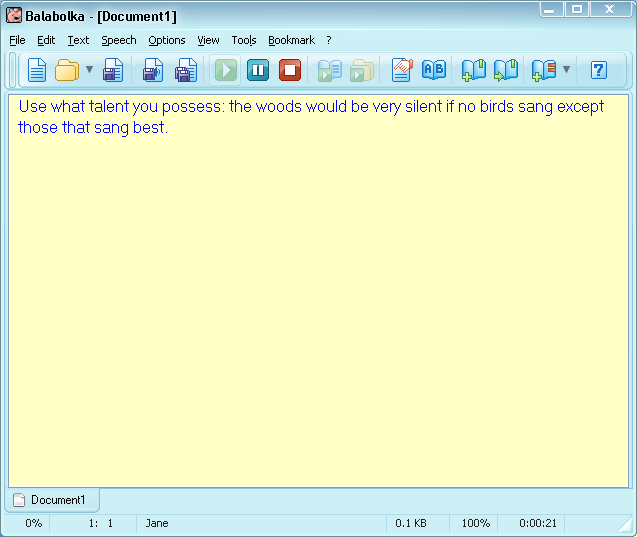 Balabolka - [Document1]
File Edit Text Speech Options View Tools Bookmark ?
AB
?
Use what talent you possess: the woods would be very silent if no birds sang except
those that sang best.
Document1
0% 1: 1 Jane 0.1 KB 100% 0:00:21